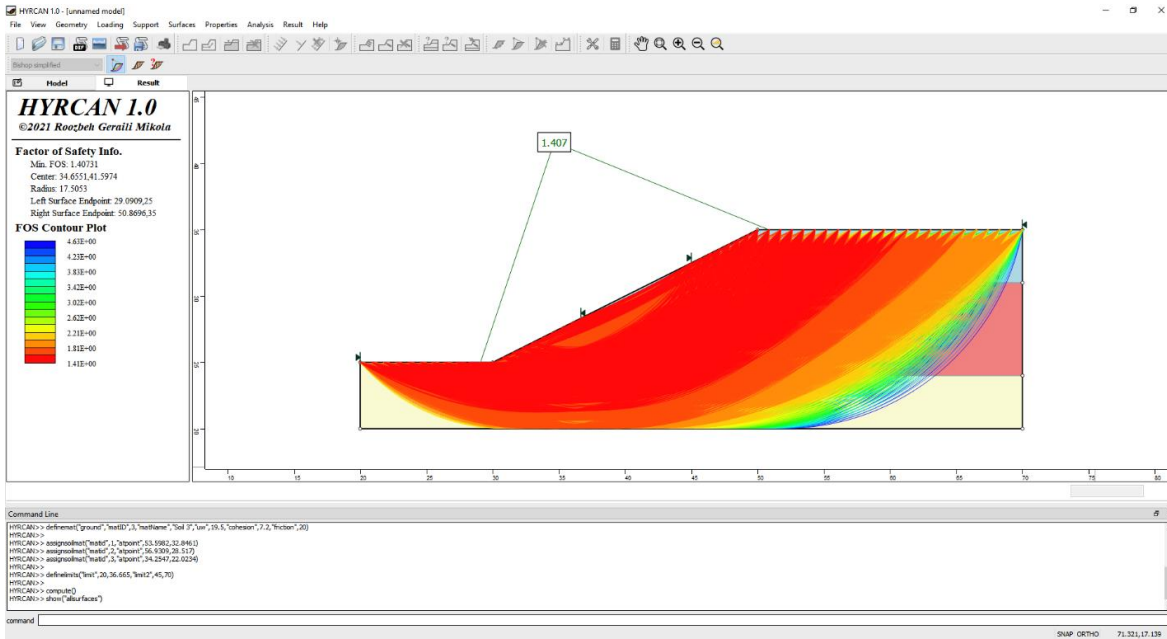 HYRCAN 1.0 - [unnamed model]
File View Geometry Loading Support Surfaces Properties Analysis Result Help
Bishop simplified
Model Result
HYRCAN 1.0
©2021 Roozbeh Geraili Mikola
Factor of Safety Info.
Min. FOS: 1.40731
Center: 34.6551,41.5974
Radius: 17.5053
Left Surface Endpoint: 29.0909,25
Right Surface Endpoint: 50.8696,35
FOS Contour Plot
4.63E+00
4.23E+00
3.83E+00
3.42E+00
3.02E+00
2.62E+00
2.21E+00
1.81E+00
1.41E+00
1.407
45
40
35
30
25
20
10 15 20 25 30 35 40 45 50 55 60 65 70 75 80
Command Line
HYRCAN>> definemat("ground","matID",3,"matName","Soil 3","uw",19.5,"cohesion",7.2,"friction",20)
HYRCAN>>
HYRCAN>> assignsoilmat("matid",1,"atpoint",53.5982,32.8461)
HYRCAN>> assignsoilmat("matid",2,"atpoint",56.9309,28.517)
HYRCAN>> assignsoilmat("matid",3,"atpoint",34.2547,22.0234)
HYRCAN>>
HYRCAN>> definelimits("limit",20,36.665,"limit2",45,70)
HYRCAN>>
HYRCAN>> compute()
HYRCAN>> show("allsurfaces")
command
SNAP ORTHO 71.321,17.139